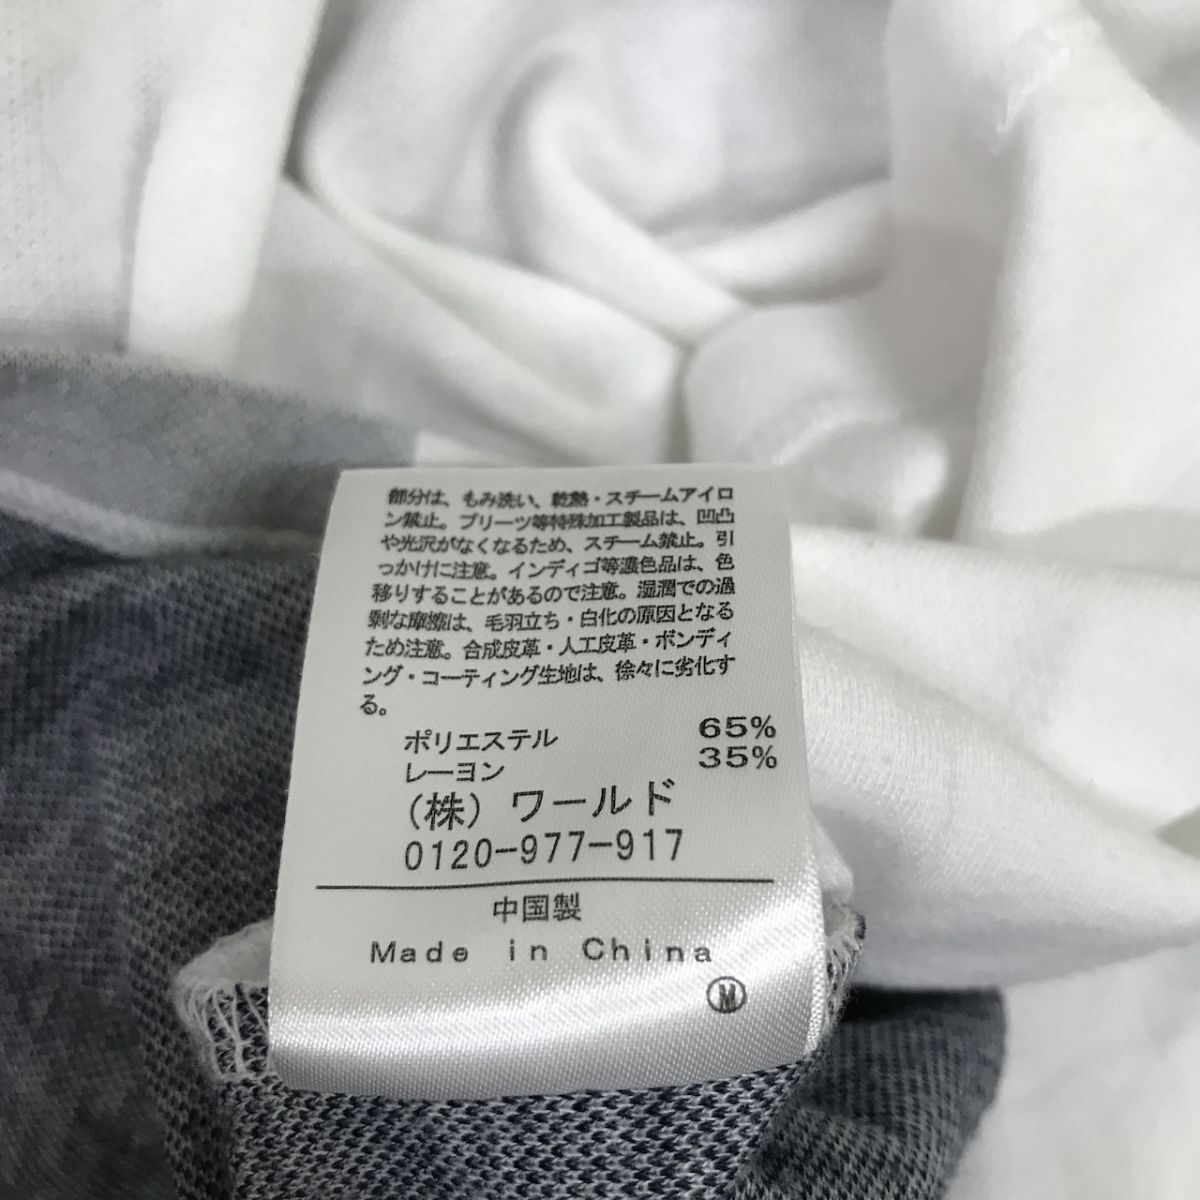 部分は、もみ洗い、乾熱・スチームアイロ
ン禁止。プリーツ等特殊加工製品は、凹凸
や光沢がなくなるため、スチーム禁止。引
っかけに注意。インディゴ等濃色品は、色
移りすることがあるので注意。湿潤での過
剰な摩擦は、毛羽立ち・白化の原因となる
ため注意。合成皮革・人工皮革・ボンディ
ング・コーティング生地は、徐々に劣化す
る。
ポリエステル 65%
レーヨン 35%
(株) ワールド
0120-977-917
中国製
Made in China
Ⓜ